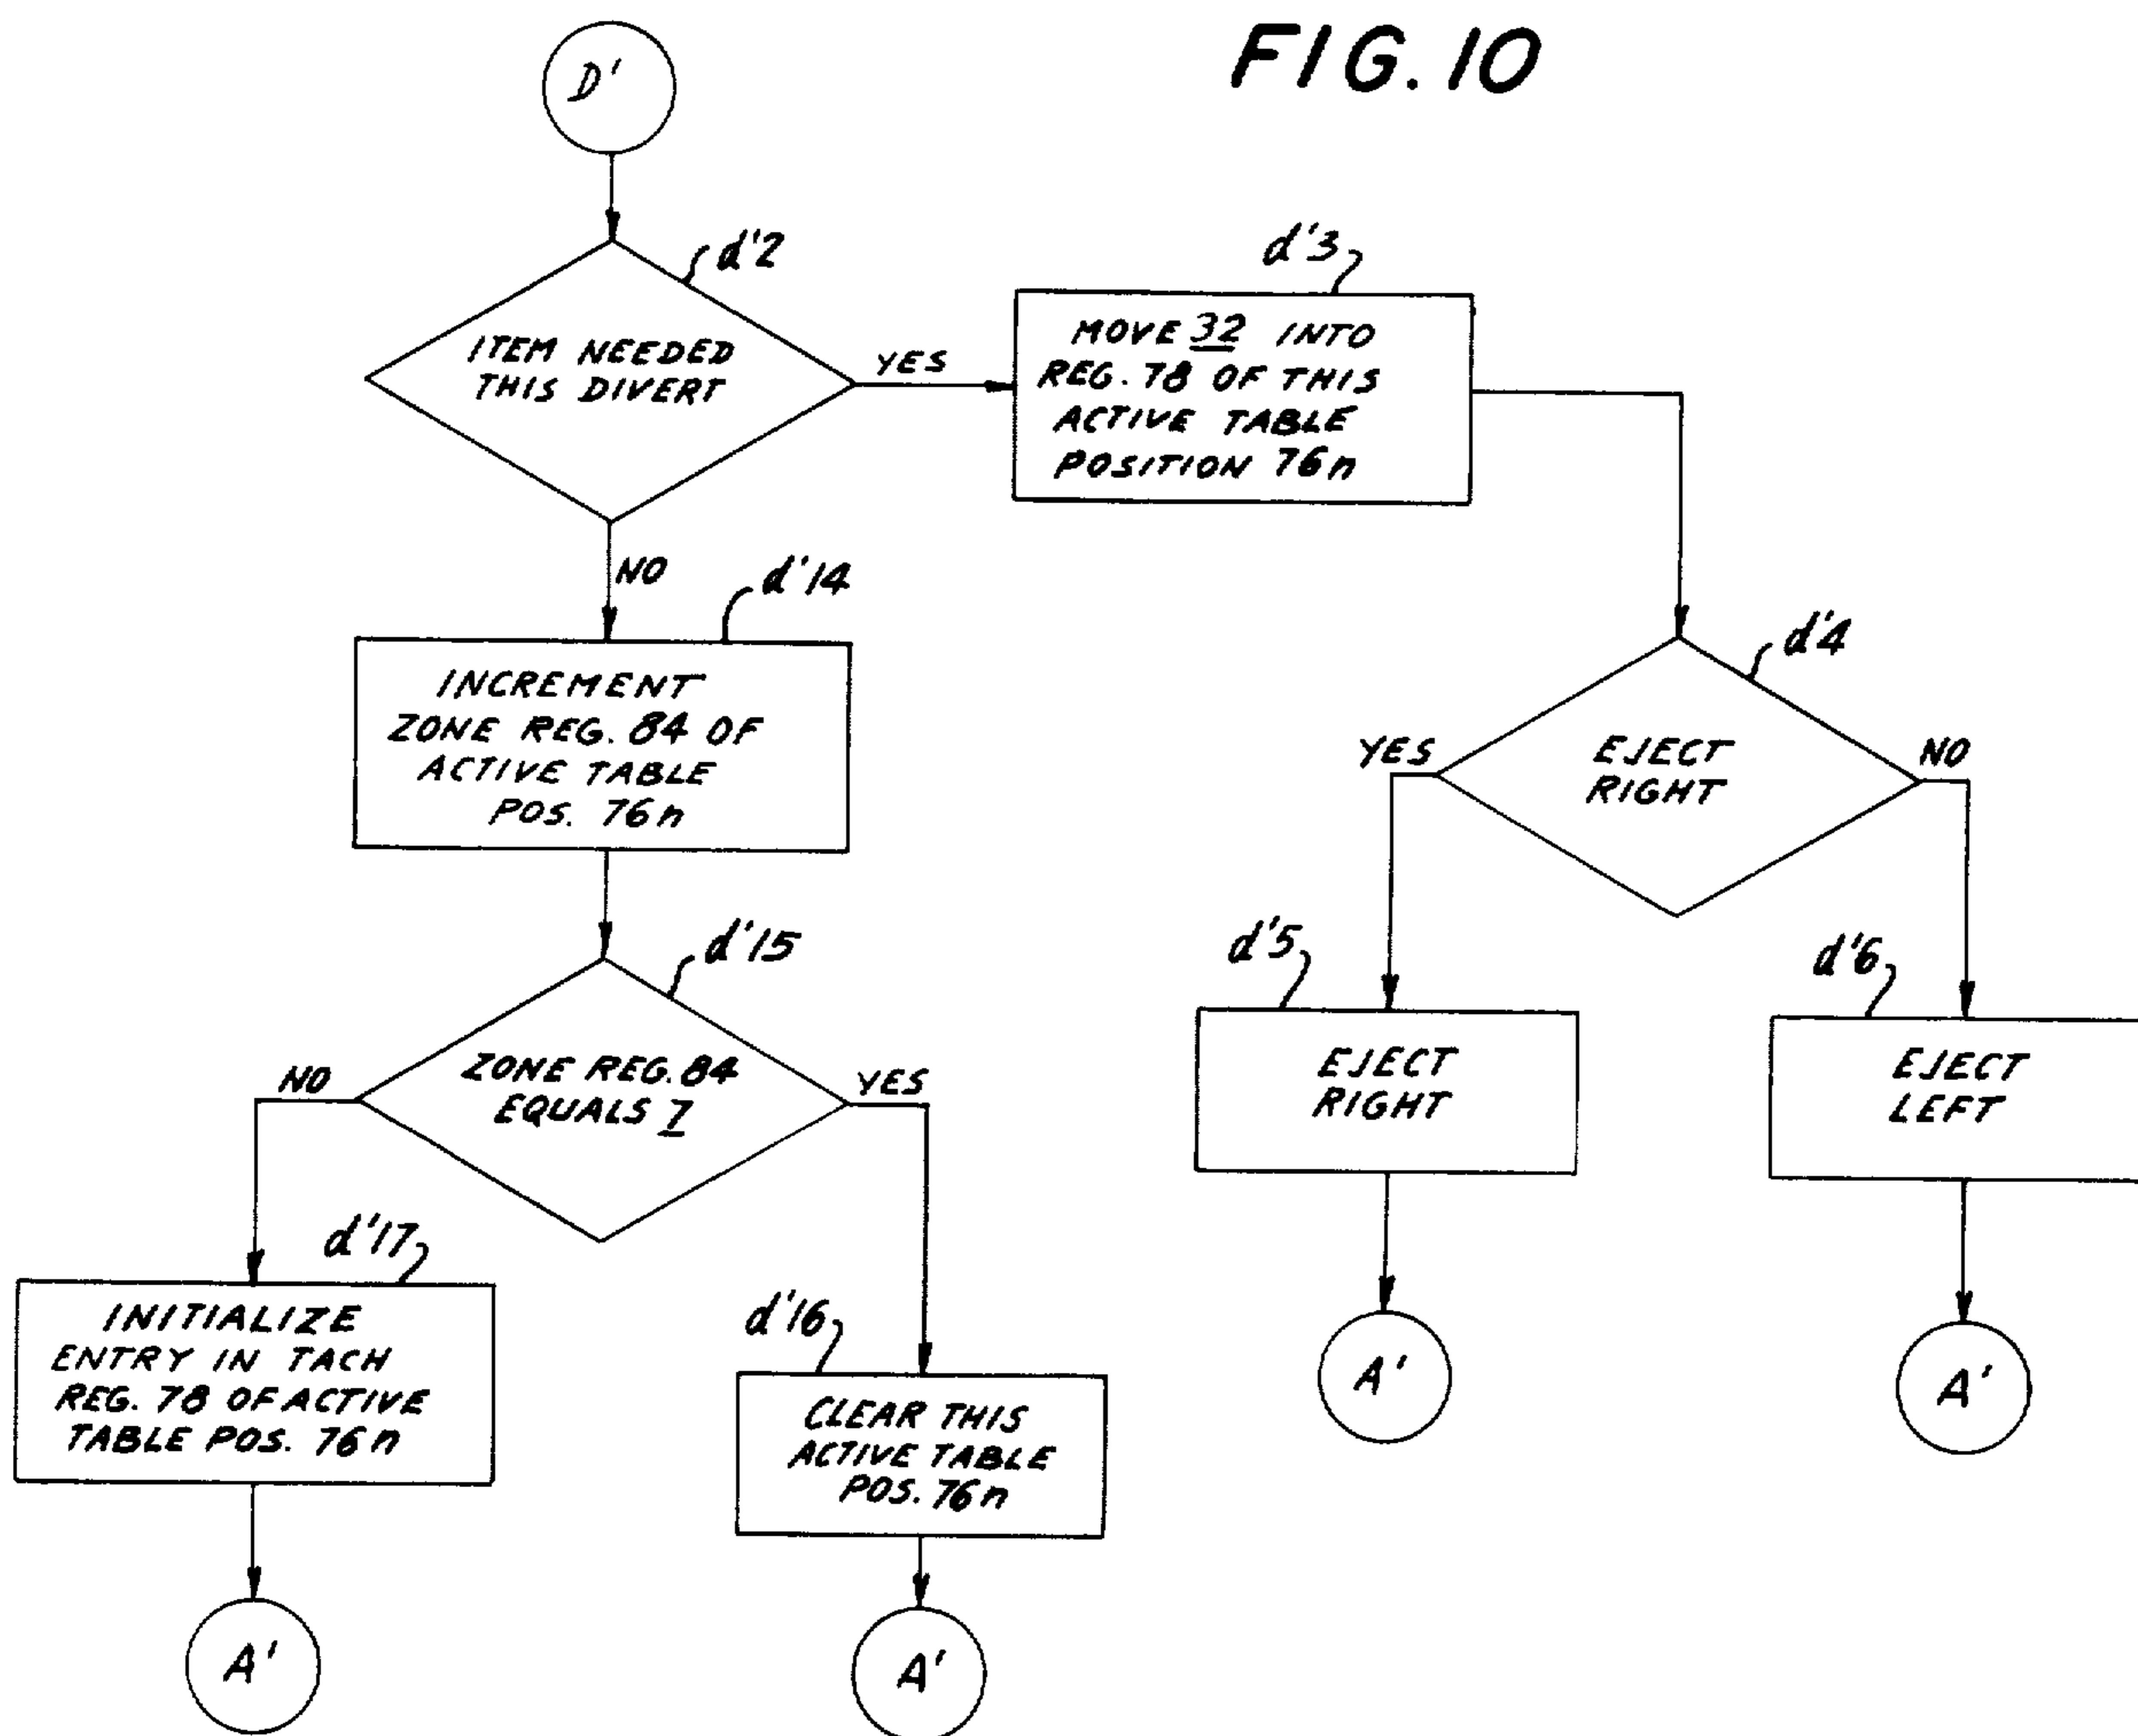 FIG. 10
D'
d'2
ITEM NEEDED
THIS DIVERT
YES
d'3
MOVE 32 INTO
REG. 78 OF THIS
ACTIVE TABLE
POSITION 76n
NO
d'14
INCREMENT
ZONE REG. 84 OF
ACTIVE TABLE
POS. 76n
d'4
EJECT
RIGHT
YES
NO
d'5
EJECT
RIGHT
A'
d'6
EJECT
LEFT
A'
d'15
ZONE REG. 84
EQUALS 7
NO
YES
d'17
INITIALIZE
ENTRY IN TACH
REG. 78 OF ACTIVE
TABLE POS. 76n
A'
d'16
CLEAR THIS
ACTIVE TABLE
POS. 76n
A'